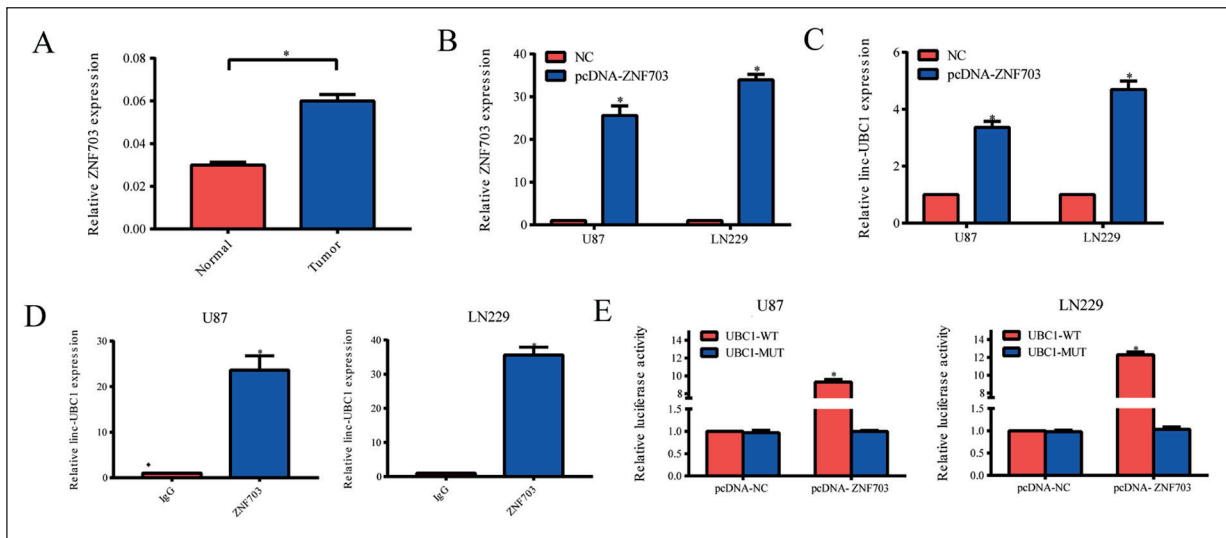 A
Relative ZNF703 expression
0.08
0.06
0.04
0.02
0.00
*
Normal
Tumor
B
Relative ZNF703 expression
40
30
20
10
0
NC
pcDNA-ZNF703
*
*
U87
LN229
C
Relative linc-UBC1 expression
6
4
2
0
NC
pcDNA-ZNF703
*
*
U87
LN229
D
U87
Relative linc-UBC1 expression
30
20
10
0
*
IgG
ZNF703
LN229
Relative linc-UBC1 expression
40
30
20
10
0
*
IgG
ZNF703
E
U87
Relative luciferase activity
14
12
10
8
1.5
1.0
0.5
0.0
UBC1-WT
UBC1-MUT
*
pcDNA-NC
pcDNA- ZNF703
LN229
Relative luciferase activity
14
12
10
8
1.5
1.0
0.5
0.0
UBC1-WT
UBC1-MUT
*
pcDNA-NC
pcDNA- ZNF703